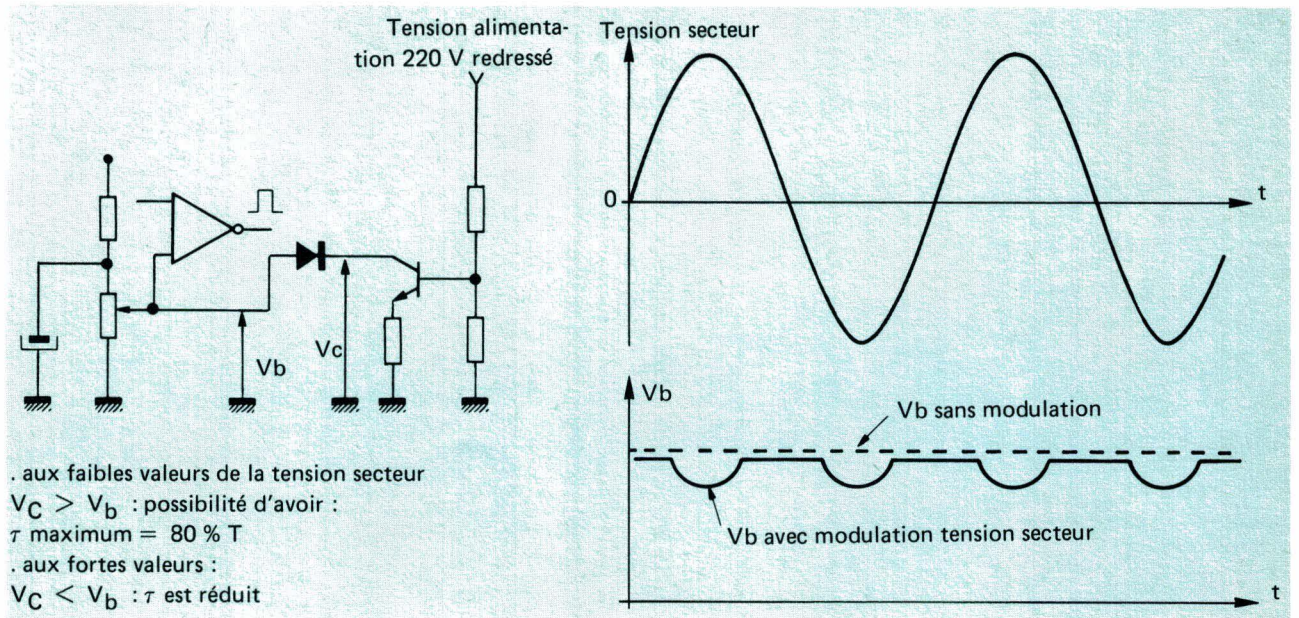 Tension alimenta-
tion 220 V redressé
Vb
Vc
. aux faibles valeurs de la tension secteur
VC > Vb : possibilité d'avoir :
τ maximum = 80 % T
. aux fortes valeurs :
VC < Vb : τ est réduit
Tension secteur
0
t
Vb
Vb sans modulation
Vb avec modulation tension secteur
t